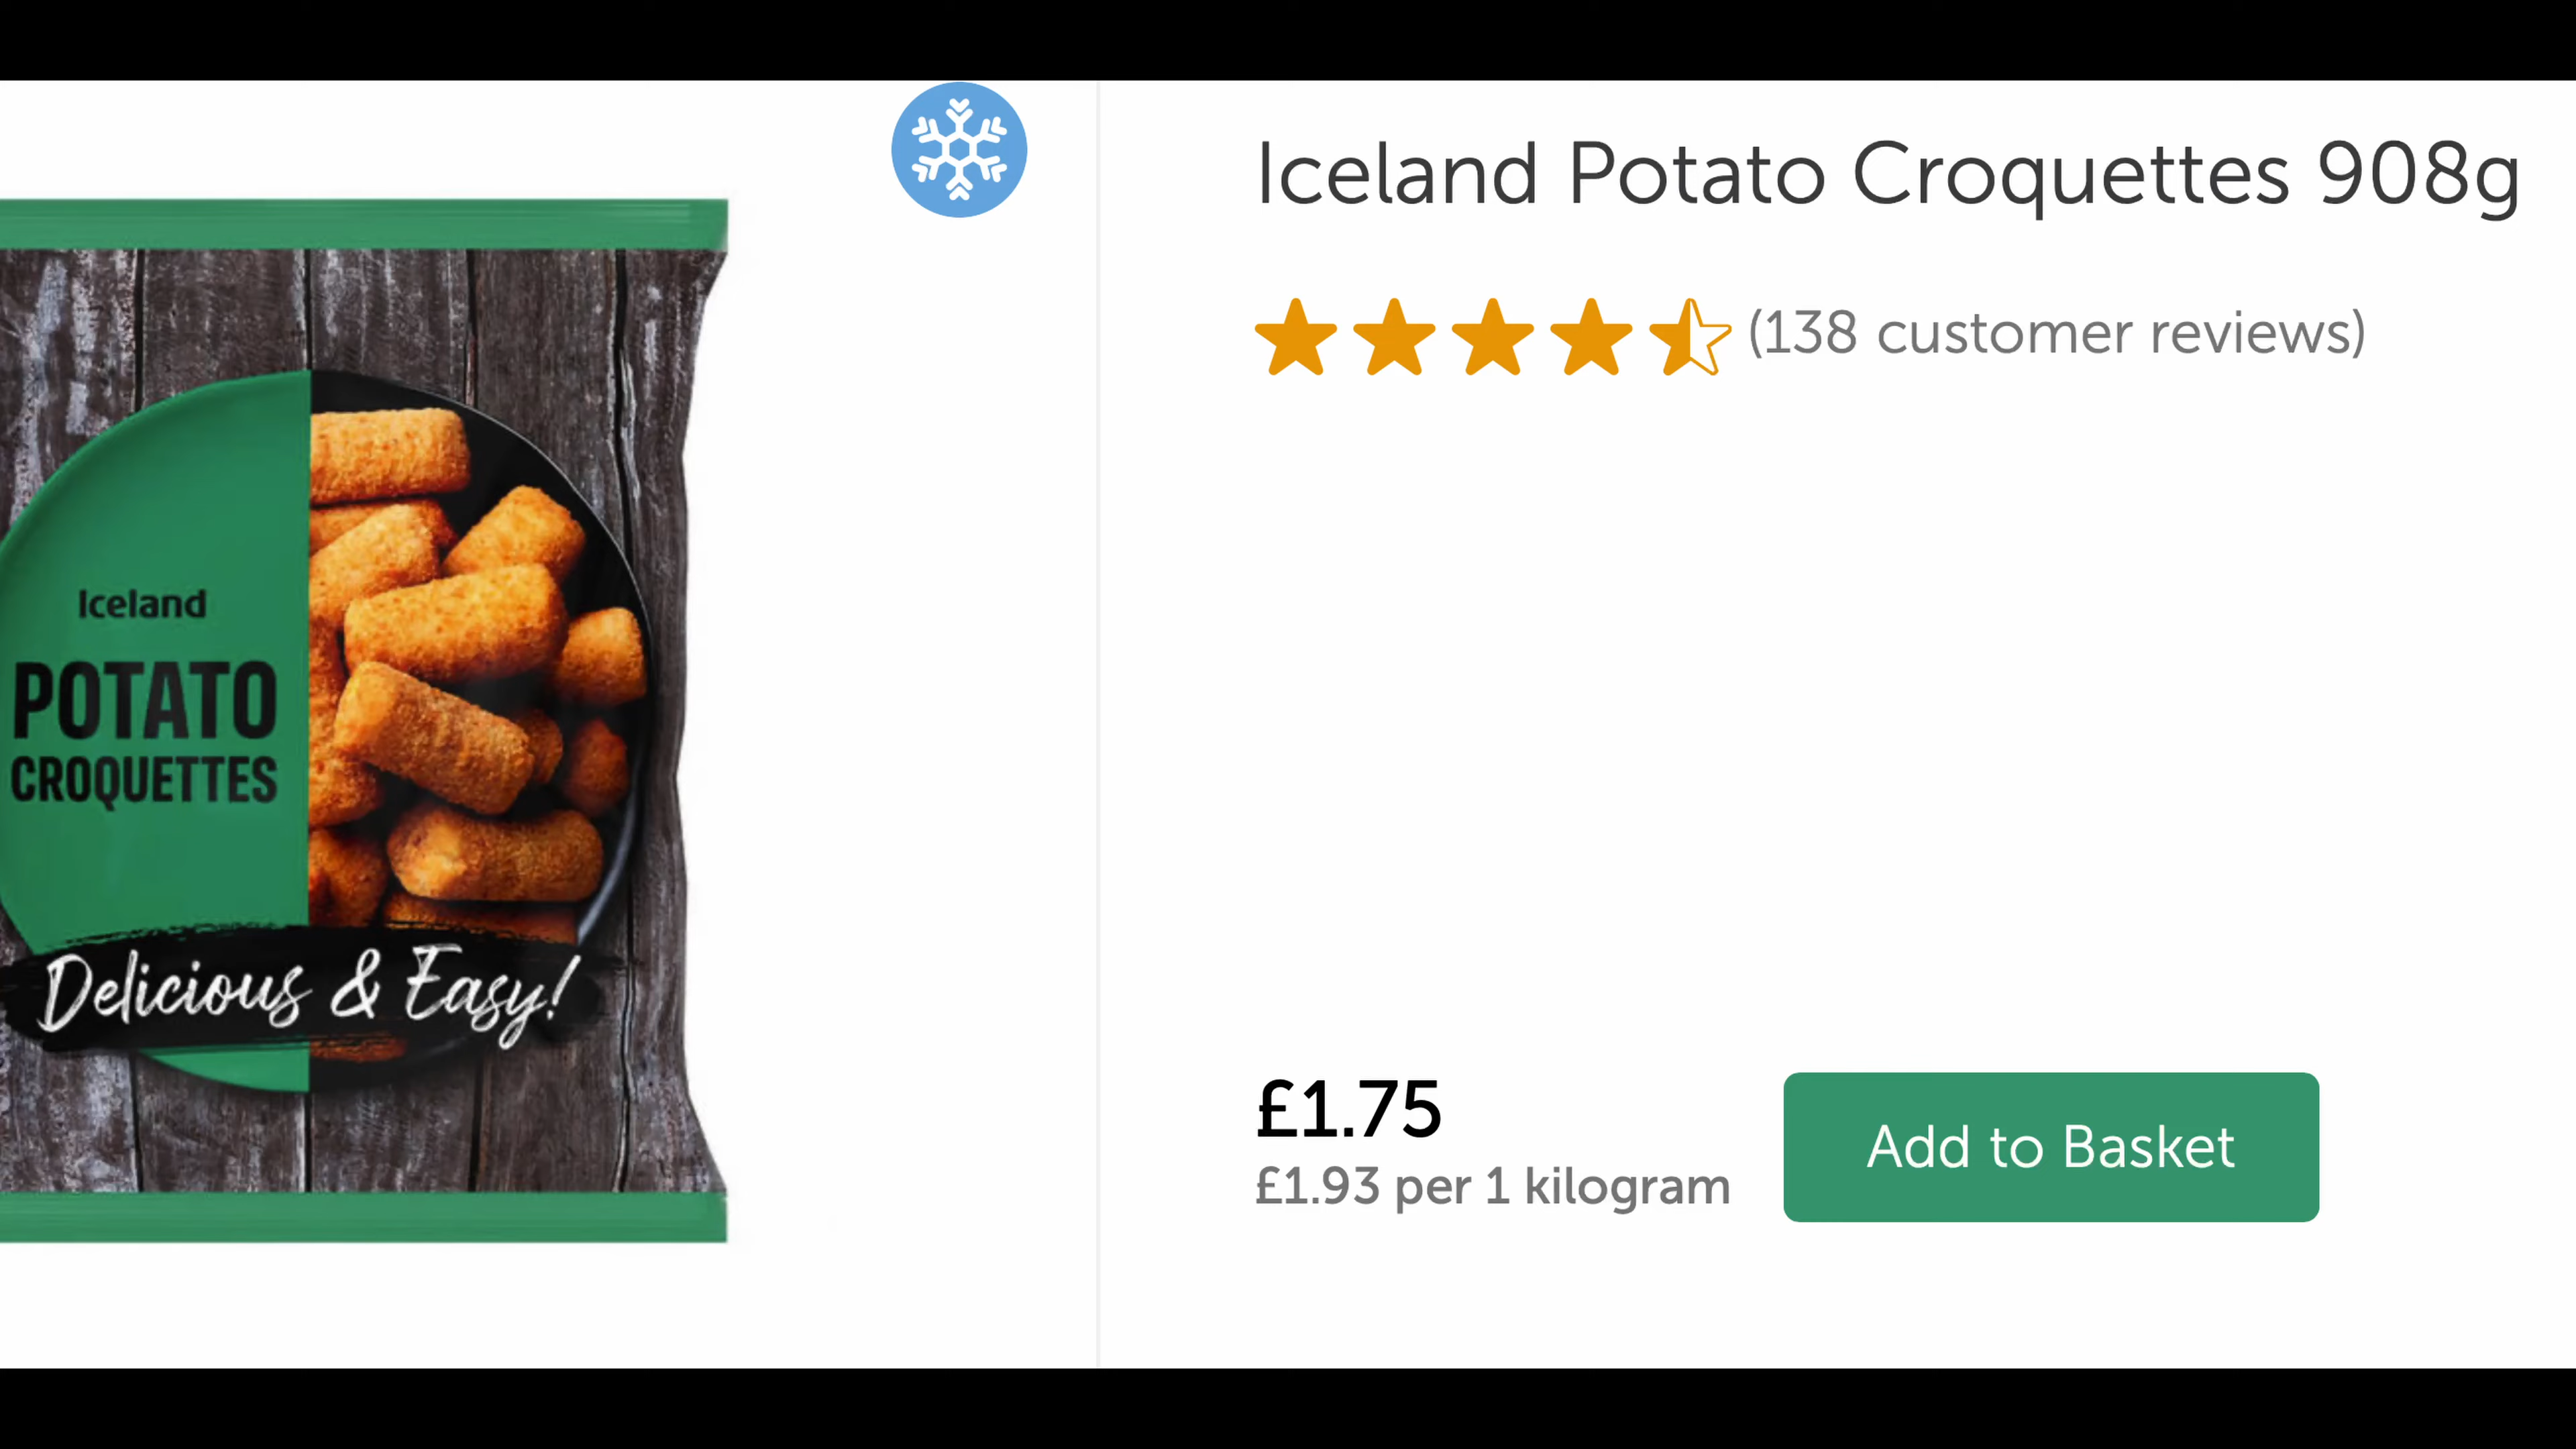 Iceland Potato Croquettes 908g
(138 customer reviews)
Iceland
POTATO
CROQUETTES
Delicious & Easy!
£1.75
£1.93 per 1 kilogram
Add to Basket